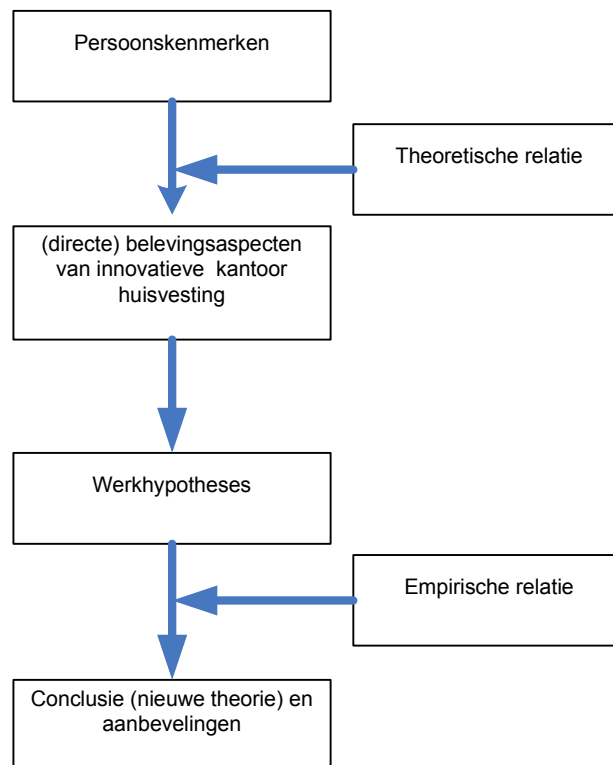 Persoonskenmerken
Theoretische relatie
(directe) belevingsaspecten
van innovatieve kantoor
huisvesting
Werkhypotheses
Empirische relatie
Conclusie (nieuwe theorie) en
aanbevelingen